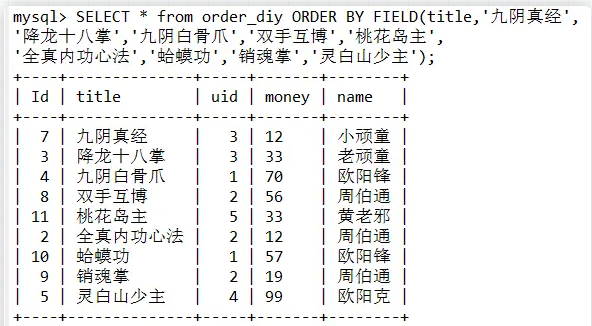 mysql> SELECT * from order_diy ORDER BY FIELD(title,'九阴真经',
'降龙十八掌','九阴白骨爪','双手互博','桃花岛主',
'全真内功心法','蛤蟆功','销魂掌','灵白山少主');
+----+--------------+-----+-------+--------+
| Id | title        | uid | money | name   |
+----+--------------+-----+-------+--------+
|  7 | 九阴真经     |   3 | 12    | 小顽童 |
|  3 | 降龙十八掌   |   3 | 33    | 老顽童 |
|  4 | 九阴白骨爪   |   1 | 70    | 欧阳锋 |
|  8 | 双手互博     |   2 | 56    | 周伯通 |
| 11 | 桃花岛主     |   5 | 33    | 黄老邪 |
|  2 | 全真内功心法 |   2 | 12    | 周伯通 |
| 10 | 蛤蟆功       |   1 | 57    | 欧阳锋 |
|  9 | 销魂掌       |   2 | 19    | 周伯通 |
|  5 | 灵白山少主   |   4 | 99    | 欧阳克 |
+----+--------------+-----+-------+--------+